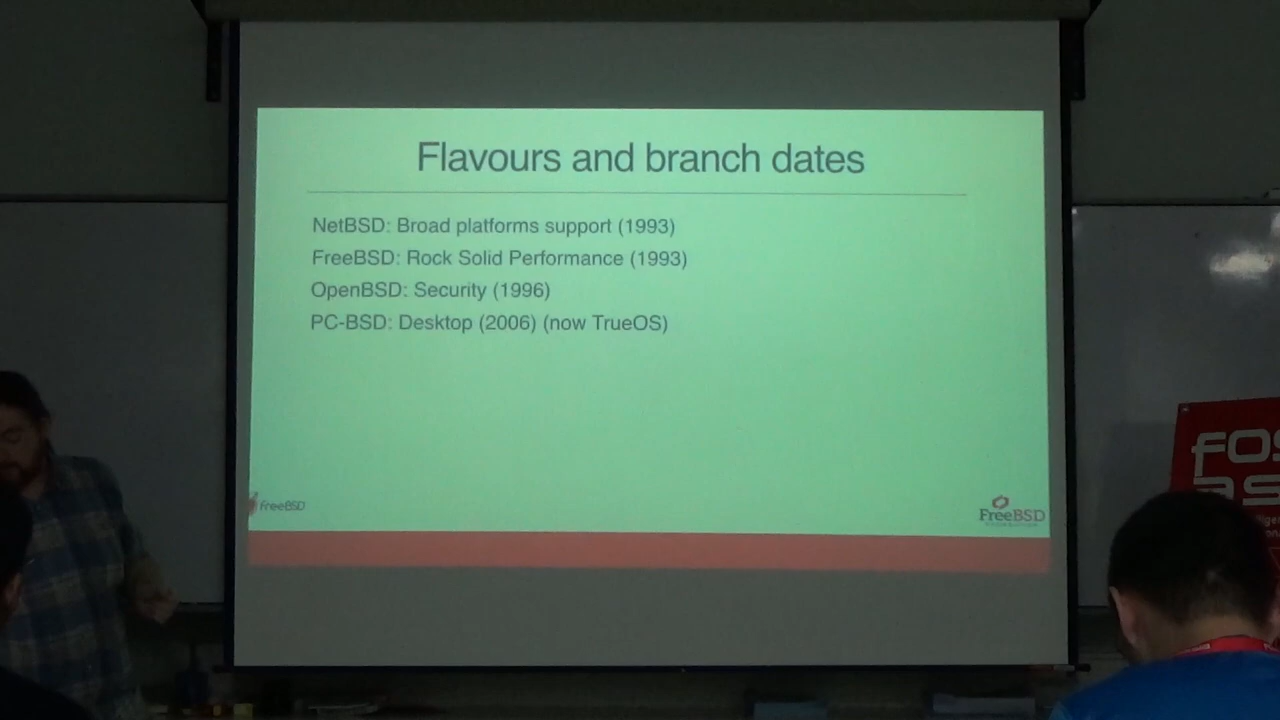 Flavours and branch dates
NetBSD: Broad platforms support (1993)
FreeBSD: Rock Solid Performance (1993)
OpenBSD: Security (1996)
PC-BSD: Desktop (2006) (now TrueOS)
FreeBSD
FreeBSD